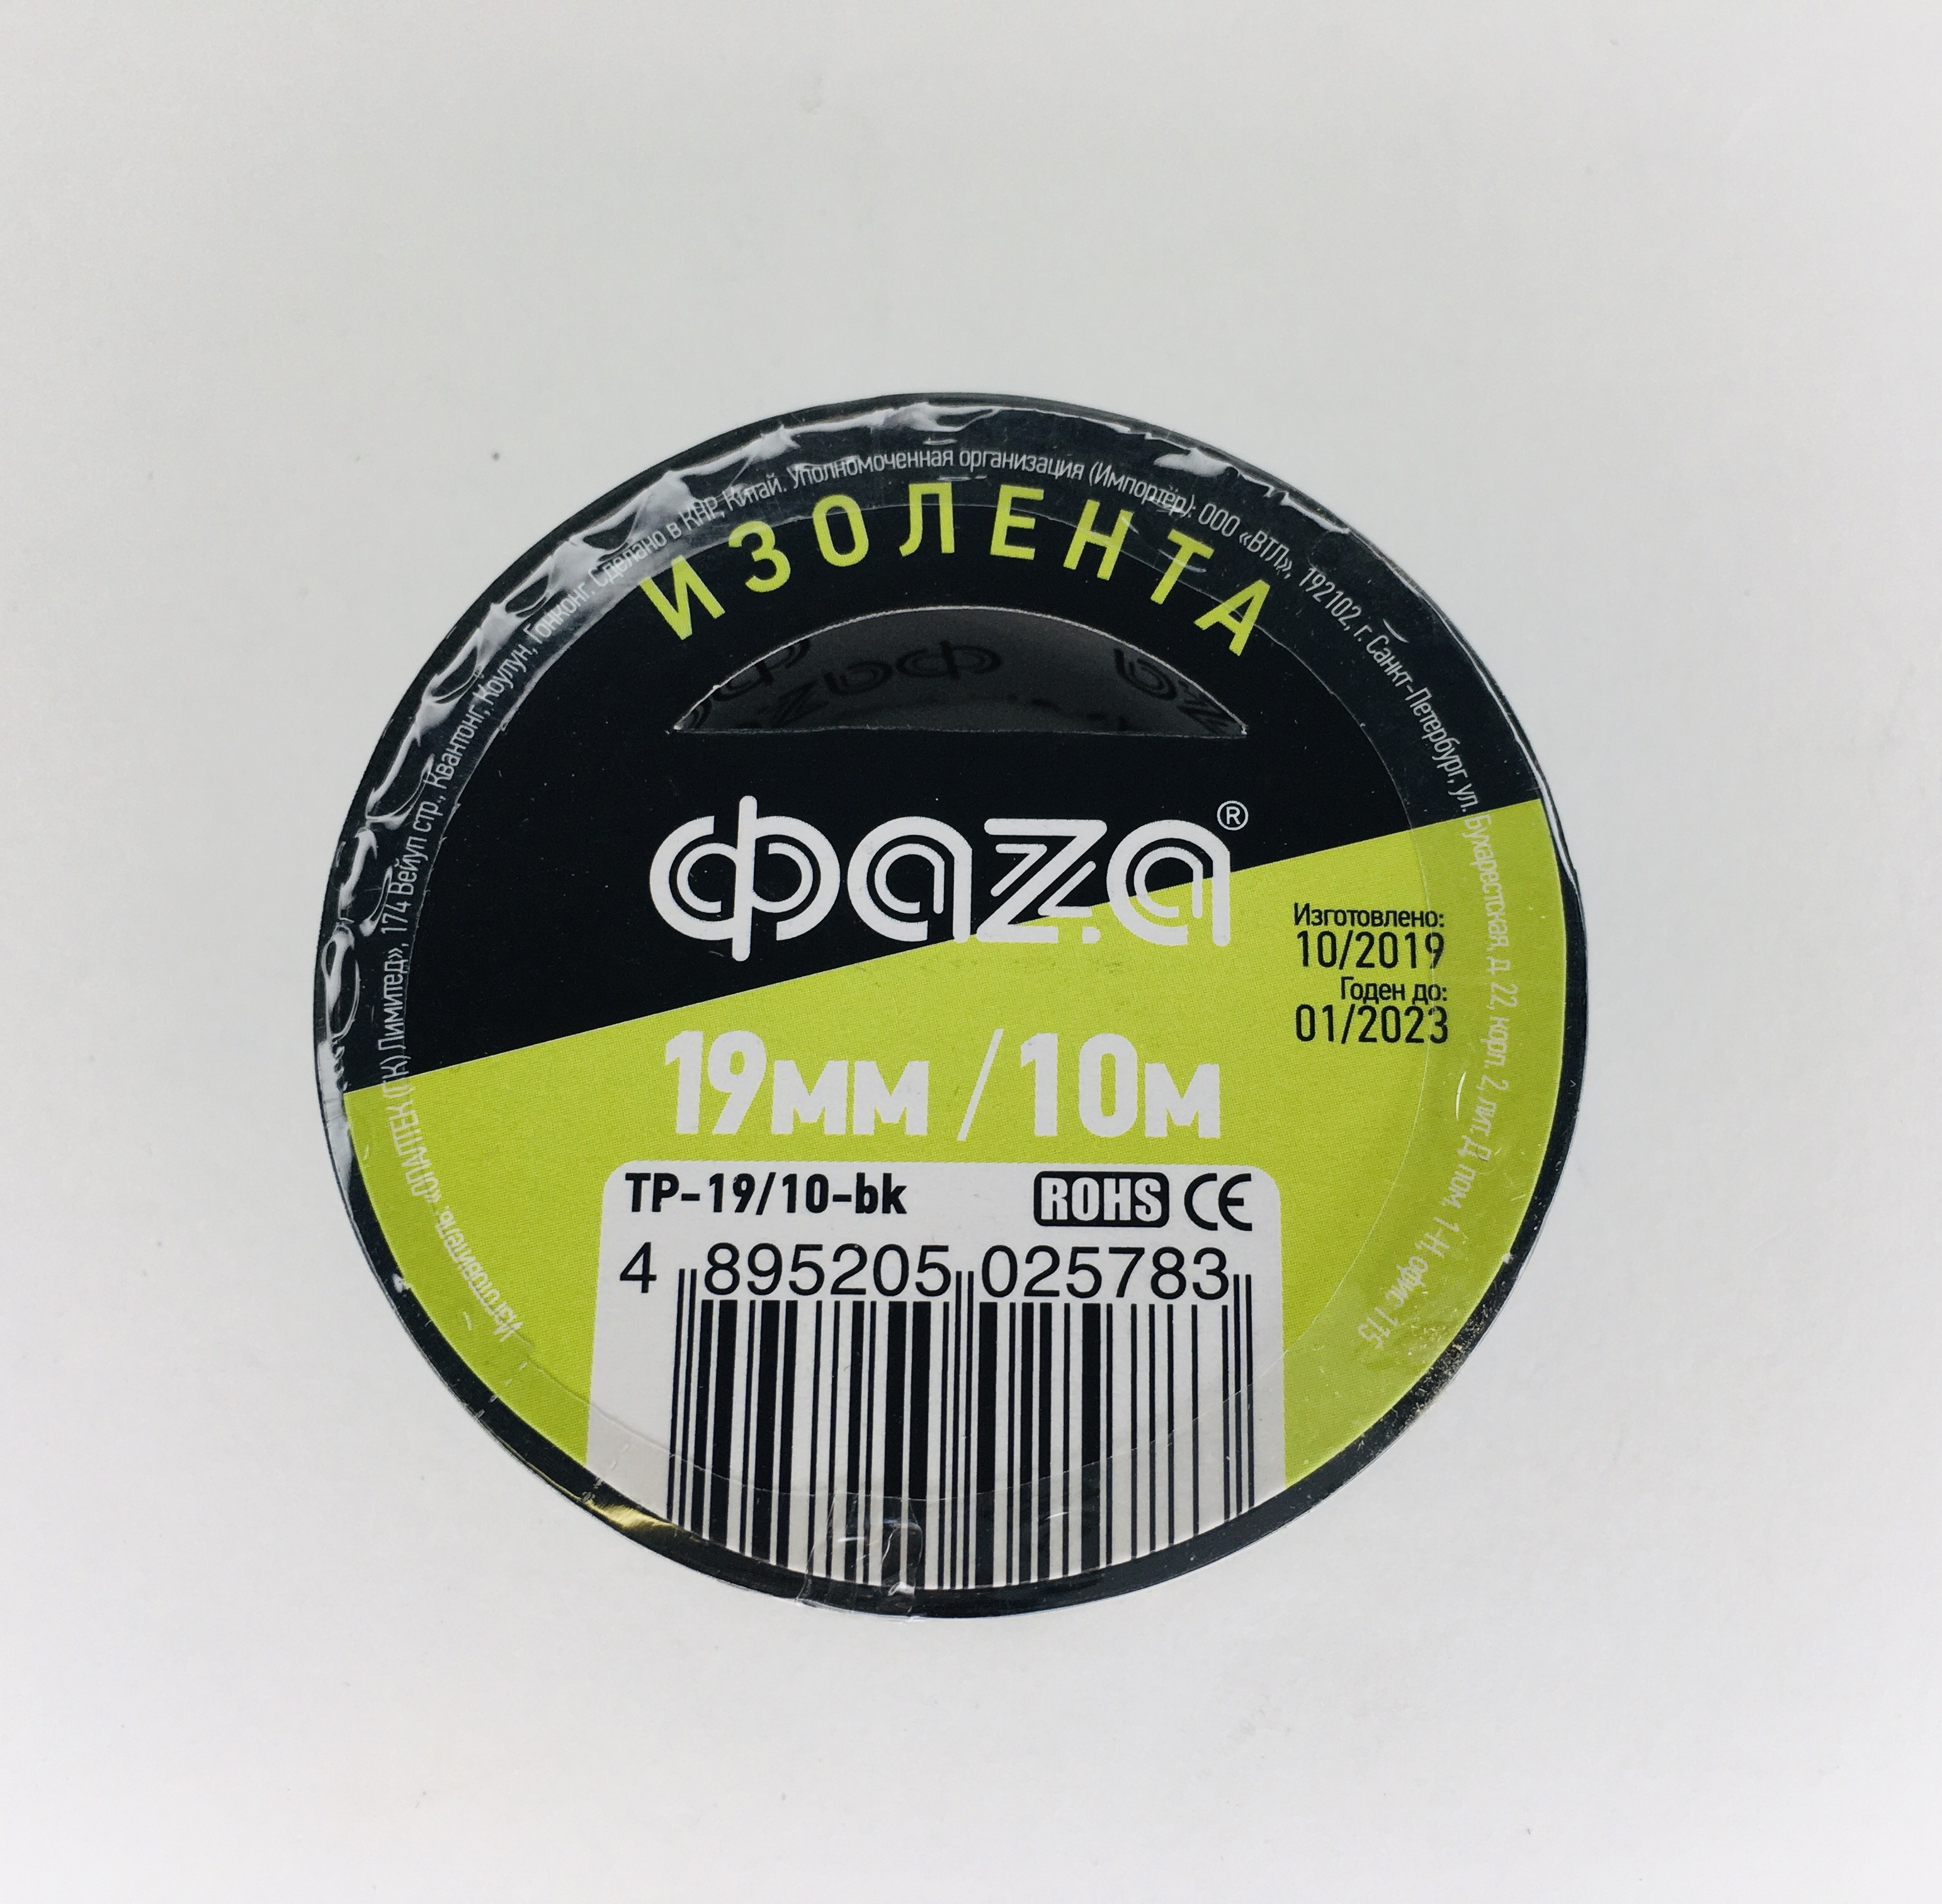 Изготовитель: «ОПАЛТЕК (ГК) Лимитед», 174 Вейуп стр., Квантонг, Коулун, Гонконг. Сделано в КНР, Китай. Уполномоченная организация (Импортёр): ООО «ВТЛ», 192102, г. Санкт-Петербург, ул. Бухарестская, д. 22, корп. 2, лит. Д, пом. 1-Н, офис 115
ИЗОЛЕНТА
фаza®
Изготовлено:
10/2019
Годен до:
01/2023
19мм/10м
TP-19/10-bk ROHS CE
4 895205 025783